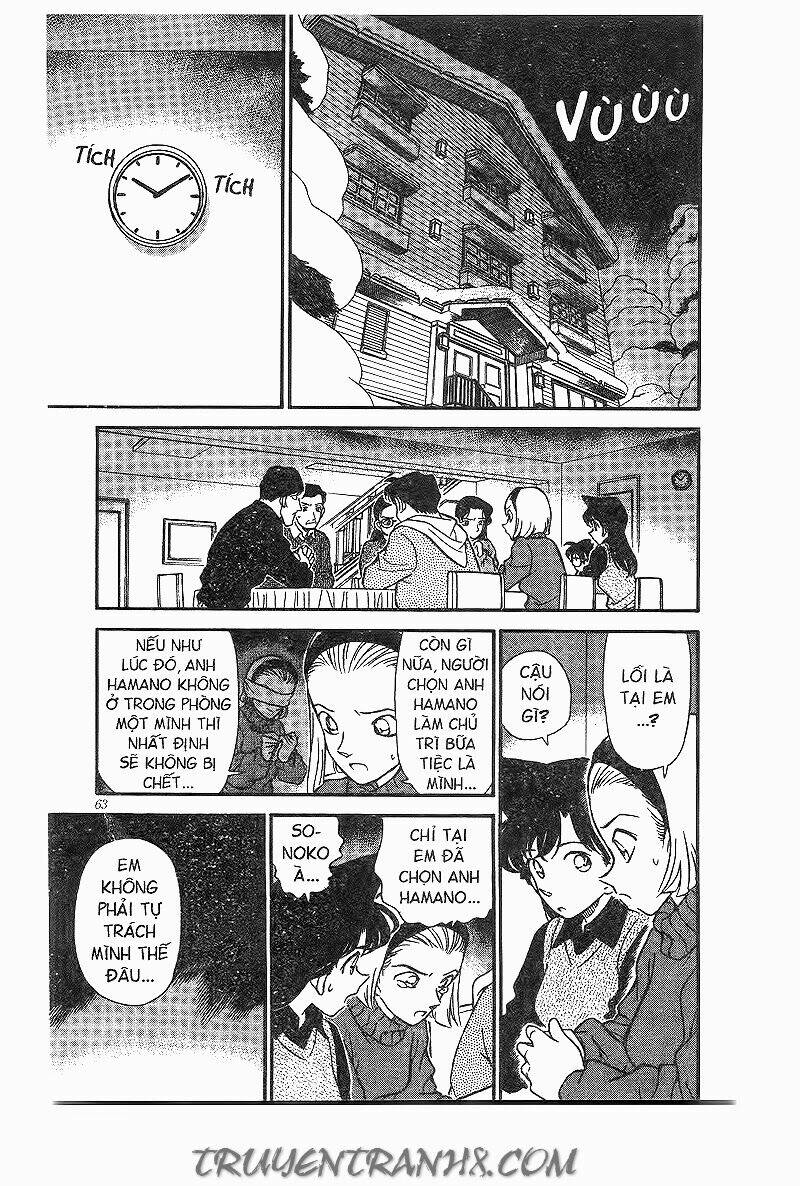 VÙÙÙ
TÍCH
TÍCH
LỖI LÀ
TẠI EM
...?
CẬU
NÓI
GÌ?
CÒN GÌ
NỮA, NGƯỜI
CHỌN ANH
HAMANO
LÀM CHỦ
TRÌ BỮA
TIỆC LÀ
MÌNH...
NẾU NHƯ
LÚC ĐÓ, ANH
HAMANO KHÔNG
Ở TRONG PHÒNG
MỘT MÌNH THÌ
NHẤT ĐỊNH
SẼ KHÔNG BỊ
CHẾT...
63
CHỈ TẠI
EM ĐÃ
CHỌN ANH
HAMANO...
SO-
NOKO
À...
EM
KHÔNG
PHẢI TỰ
TRÁCH
MÌNH THẾ
ĐÂU...
TRUYENTRANH8.COM